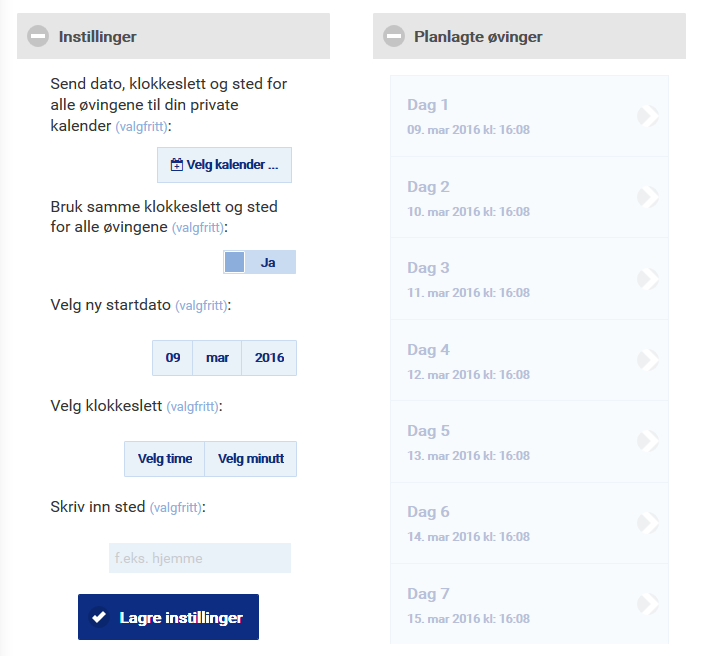 Instillinger
Send dato, klokkeslett og sted for
alle øvingene til din private
kalender (valgfritt):
Velg kalender ...
Bruk samme klokkeslett og sted
for alle øvingene (valgfritt):
Ja
Velg ny startdato (valgfritt):
09 mar 2016
Velg klokkeslett (valgfritt):
Velg time Velg minutt
Skriv inn sted (valgfritt):
f.eks. hjemme
Lagre instillinger
Planlagte øvinger
Dag 1
09. mar 2016 kl: 16:08
Dag 2
10. mar 2016 kl: 16:08
Dag 3
11. mar 2016 kl: 16:08
Dag 4
12. mar 2016 kl: 16:08
Dag 5
13. mar 2016 kl: 16:08
Dag 6
14. mar 2016 kl: 16:08
Dag 7
15. mar 2016 kl: 16:08